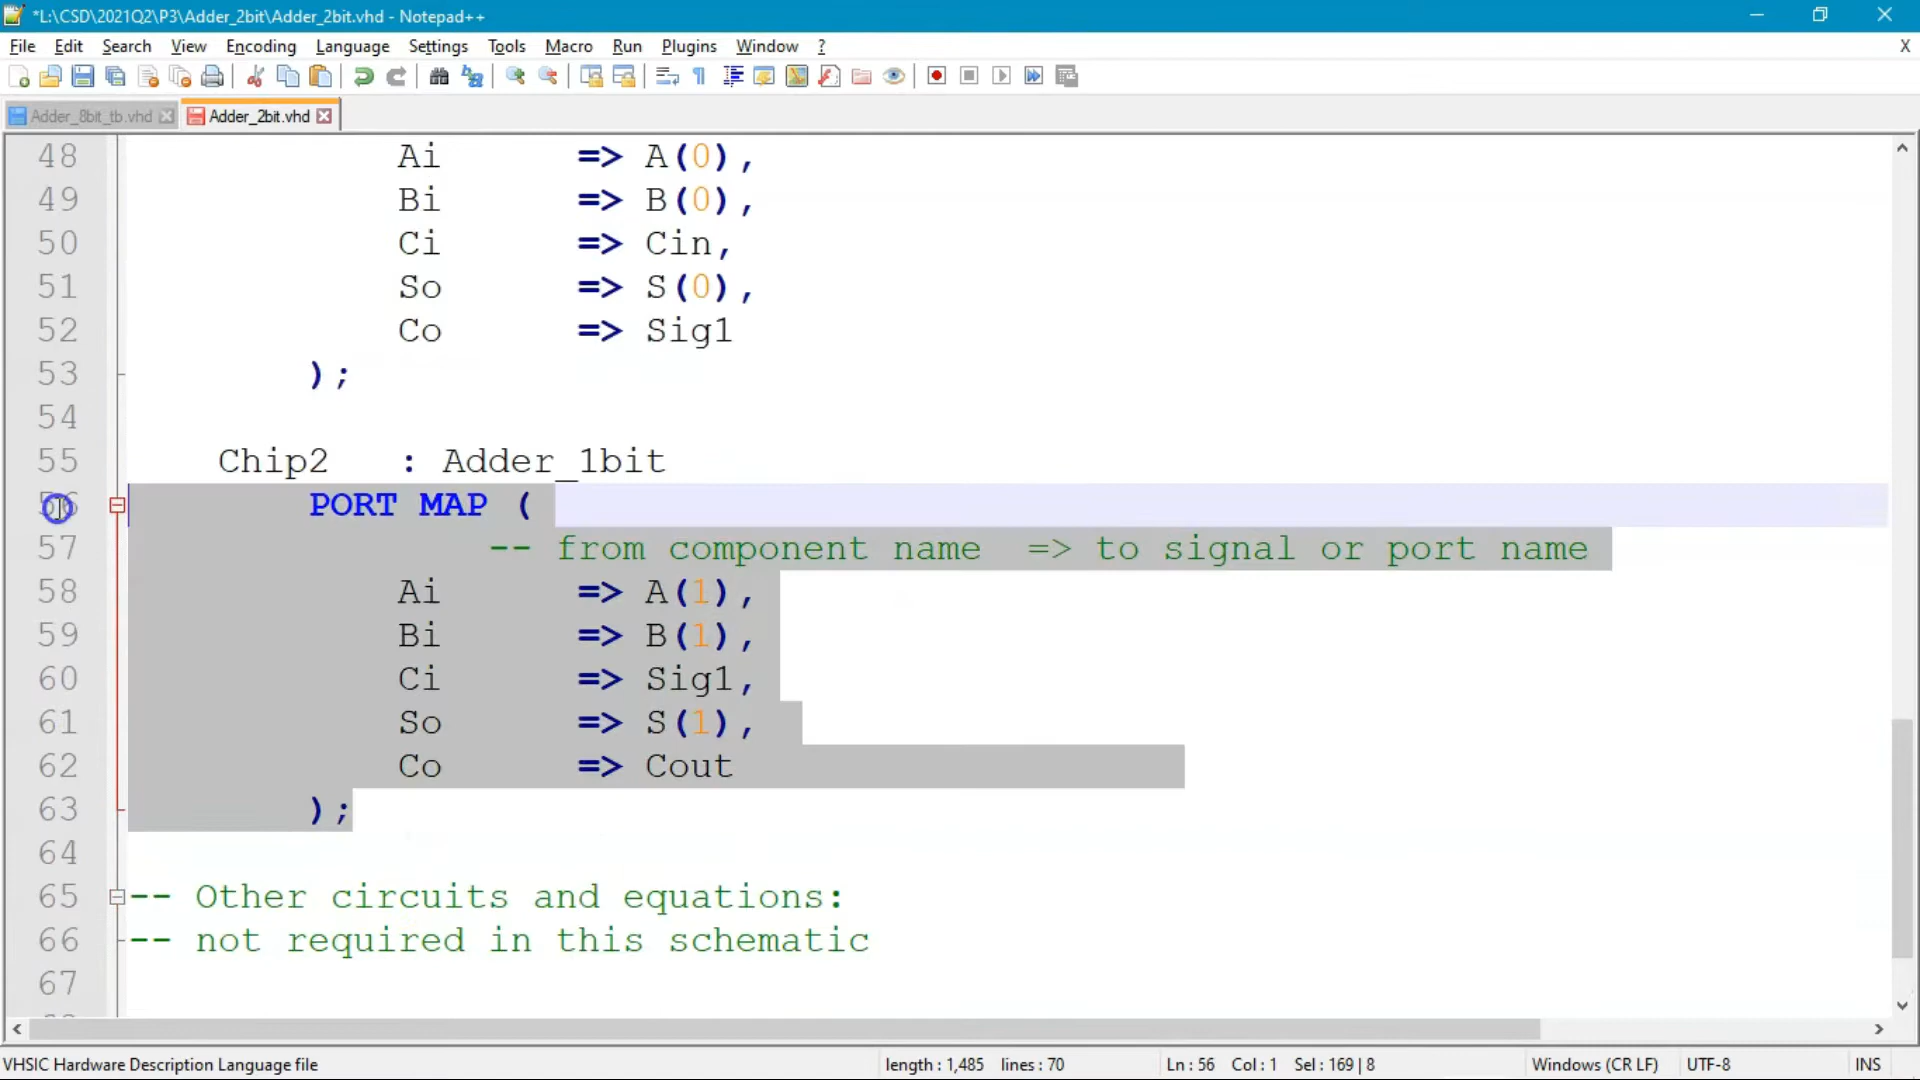 *L:\CSD\2021Q2\P3\Adder_2bit\Adder_2bit.vhd - Notepad++
File Edit Search View Encoding Language Settings Tools Macro Run Plugins Window ? X
Adder_8bit_tb.vhd Adder_2bit.vhd
48 Ai => A(0),
49 Bi => B(0),
50 Ci => Cin,
51 So => S(0),
52 Co => Sig1
53 );
54
55 Chip2 : Adder_1bit
56 PORT MAP (
57 -- from component name => to signal or port name
58 Ai => A(1),
59 Bi => B(1),
60 Ci => Sig1,
61 So => S(1),
62 Co => Cout
63 );
64
65 -- Other circuits and equations:
66 -- not required in this schematic
67
VHSIC Hardware Description Language file length : 1,485 lines : 70 Ln : 56 Col : 1 Sel : 169 | 8 Windows (CR LF) UTF-8 INS